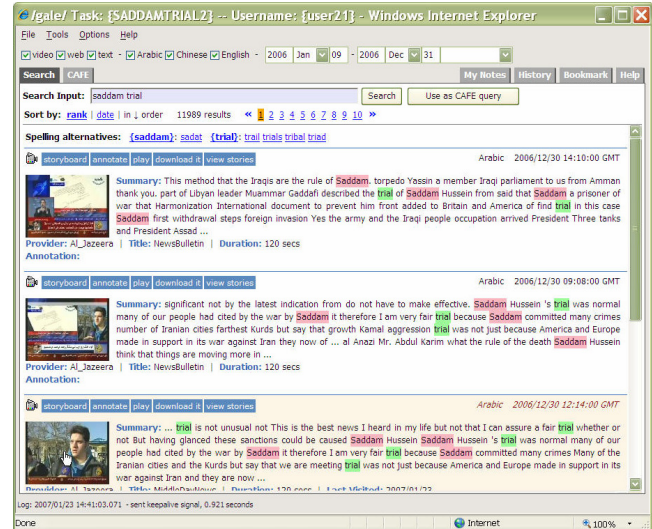 /gale/ Task: {SADDAMTRIAL2} -- Username: {user21} - Windows Internet Explorer
File Tools Options Help
video web text - Arabic Chinese English - 2006 Jan 09 - 2006 Dec 31
Search CAFE My Notes History Bookmark Help
Search Input: saddam trial Search Use as CAFE query
Sort by: rank | date | in ↓ order 11989 results « 1 2 3 4 5 6 7 8 9 10 »
Spelling alternatives: {saddam}: sadat {trial}: trail trials tribal triad
storyboard annotate play download it view stories Arabic 2006/12/30 14:10:00 GMT
Summary: This method that the Iraqis are the rule of Saddam. torpedo Yassin a member Iraqi parliament to us from Amman
thank you. part of Libyan leader Muammar Gaddafi described the trial of Saddam Hussein from said that Saddam a prisoner of
war that Harmonization International document to prevent him front added to Britain and America of find trial in this case
Saddam first withdrawal steps foreign invasion Yes the army and the Iraqi people occupation arrived President Three tanks
and President Assad ...
Provider: Al_Jazeera | Title: NewsBulletin | Duration: 120 secs
Annotation:
storyboard annotate play download it view stories Arabic 2006/12/30 09:08:00 GMT
Summary: significant not by the latest indication from do not have to make effective. Saddam Hussein 's trial was normal
many of our people had cited by the war by Saddam it therefore I am very fair trial because Saddam committed many crimes
number of Iranian cities farthest Kurds but say that growth Kamal aggression trial was not just because America and Europe
made in support in its war against Iran they now of ... al Anazi Mr. Abdul Karim what the rule of the death Saddam Hussein
think that things are moving more in ...
Provider: Al_Jazeera | Title: NewsBulletin | Duration: 120 secs
Annotation:
storyboard annotate play download it view stories Arabic 2006/12/30 12:14:00 GMT
Summary: ... trial is not unusual not This is the best news I heard in my life but not that I can assure a fair trial whether or
not But having glanced these sanctions could be caused Saddam Hussein Saddam Hussein 's trial was normal many of our
people had cited by the war by Saddam it therefore I am very fair trial because Saddam committed many crimes Many of the
Iranian cities and the Kurds but say that we are meeting trial was not just because America and Europe made in support in its
war against Iran and they are now ...
Provider: Al_Jazeera | Title: MiddleDayNews | Duration: 120 secs | Last Visited: 2007/01/23
Log: 2007/01/23 14:41:03.071 - sent keepalive signal, 0.921 seconds
Done Internet 100%